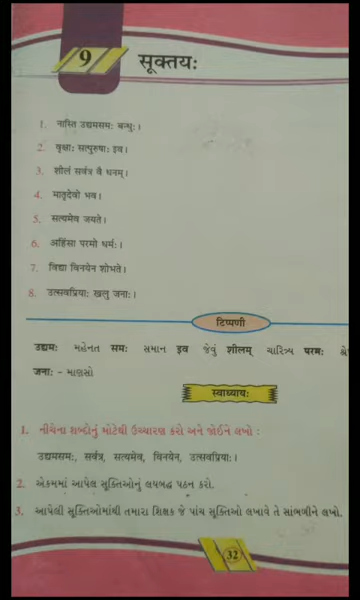 9 सूक्तयः
1. नास्ति उद्यमसमः बन्धुः।
2. वृक्षाः सत्पुरुषाः इव।
3. शीलं सर्वत्र वै धनम्।
4. मातृदेवो भव।
5. सत्यमेव जयते।
6. अहिंसा परमो धर्मः।
7. विद्या विनयेन शोभते।
8. उत्सवप्रियाः खलु जनाः।
टिप्पणी
उद्यमः મહેનત समः સમાન इव જેવું शीलम् ચારિત્ર્ય परमः
जनाः - માણસો
स्वाध्यायः
1. નીચેના શબ્દોનું મોટેથી ઉચ્ચારણ કરો અને જોઈને લખો :
उद्यमसमः, सर्वत्र, सत्यमेव, विनयेन, उत्सवप्रियाः।
2. એકમમાં આપેલ સૂક્તિઓનું લયબદ્ધ પઠન કરો.
3. આપેલી સૂક્તિઓમાંથી તમારા શિક્ષક જે પાંચ સૂક્તિઓ લખાવે તે સાંભળીને લખો.
32